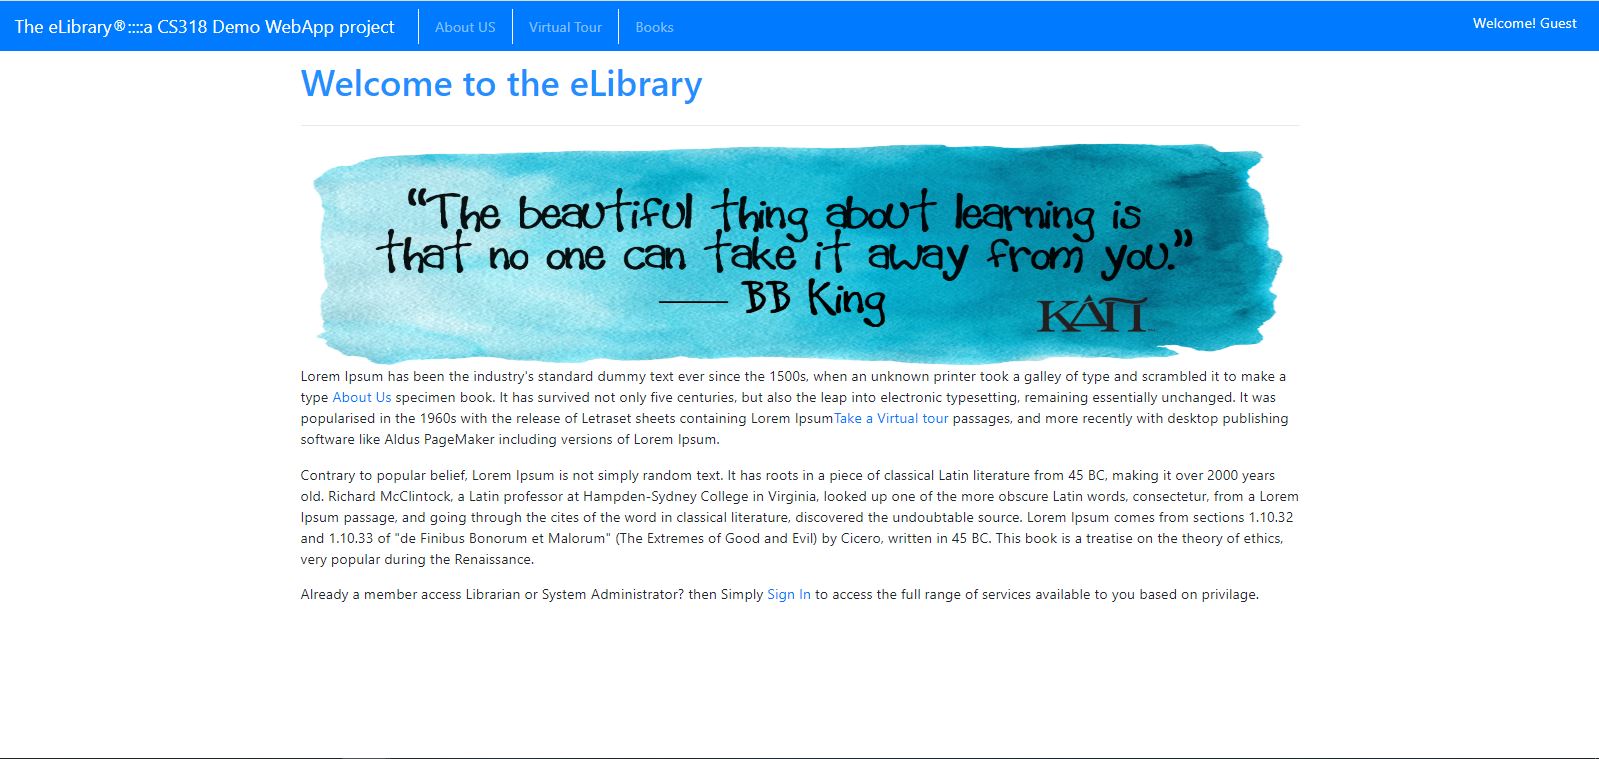 The eLibrary®::::a CS318 Demo WebApp project About US Virtual Tour Books Welcome! Guest
Welcome to the eLibrary
“The beautiful thing about learning is
that no one can take it away from you.”
—— BB King
ΚΔΠ
Lorem Ipsum has been the industry's standard dummy text ever since the 1500s, when an unknown printer took a galley of type and scrambled it to make a
type About Us specimen book. It has survived not only five centuries, but also the leap into electronic typesetting, remaining essentially unchanged. It was
popularised in the 1960s with the release of Letraset sheets containing Lorem IpsumTake a Virtual tour passages, and more recently with desktop publishing
software like Aldus PageMaker including versions of Lorem Ipsum.
Contrary to popular belief, Lorem Ipsum is not simply random text. It has roots in a piece of classical Latin literature from 45 BC, making it over 2000 years
old. Richard McClintock, a Latin professor at Hampden-Sydney College in Virginia, looked up one of the more obscure Latin words, consectetur, from a Lorem
Ipsum passage, and going through the cites of the word in classical literature, discovered the undoubtable source. Lorem Ipsum comes from sections 1.10.32
and 1.10.33 of "de Finibus Bonorum et Malorum" (The Extremes of Good and Evil) by Cicero, written in 45 BC. This book is a treatise on the theory of ethics,
very popular during the Renaissance.
Already a member access Librarian or System Administrator? then Simply Sign In to access the full range of services available to you based on privilage.